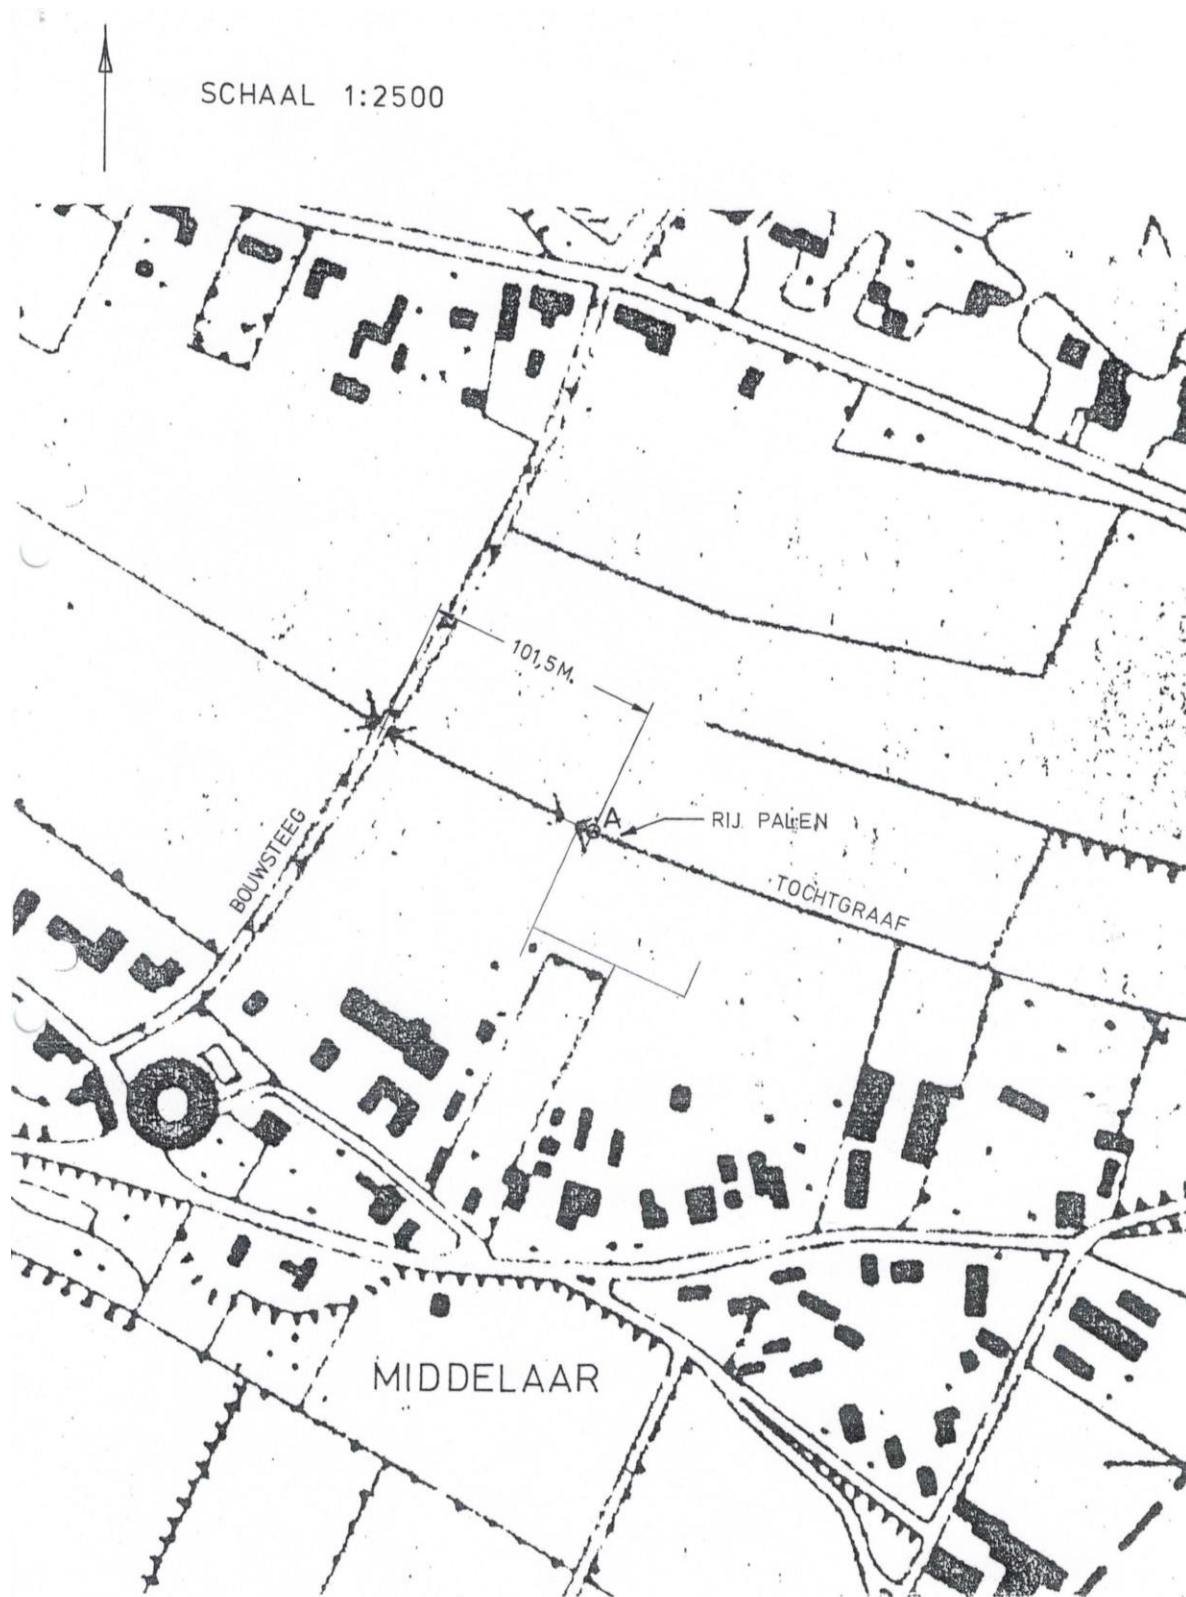 SCHAAL 1:2500
101,5M.
A
RIJ PALEN
TOCHTGRAAF
BOUWSTEEG
MIDDELAAR